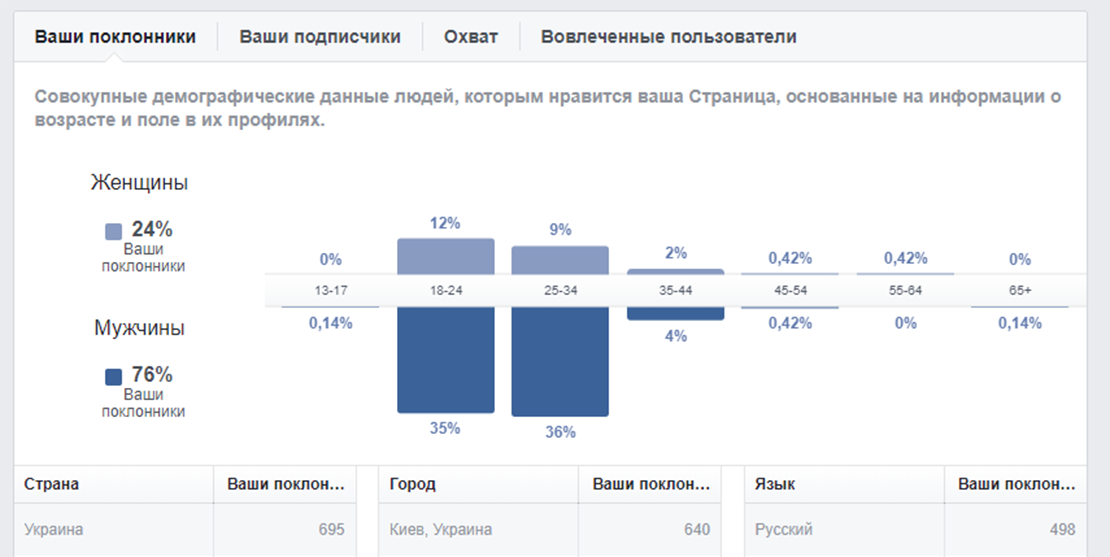 Ваши поклонники Ваши подписчики Охват Вовлеченные пользователи
Совокупные демографические данные людей, которым нравится ваша Страница, основанные на информации о
возрасте и поле в их профилях.
Женщины
24%
Ваши
поклонники
Мужчины
76%
Ваши
поклонники
0% 12% 9% 2% 0,42% 0,42% 0%
13-17 18-24 25-34 35-44 45-54 55-64 65+
0,14% 35% 36% 4% 0,42% 0% 0,14%
Страна Ваши поклон... Город Ваши поклон... Язык Ваши поклон...
Украина 695 Киев, Украина 640 Русский 498